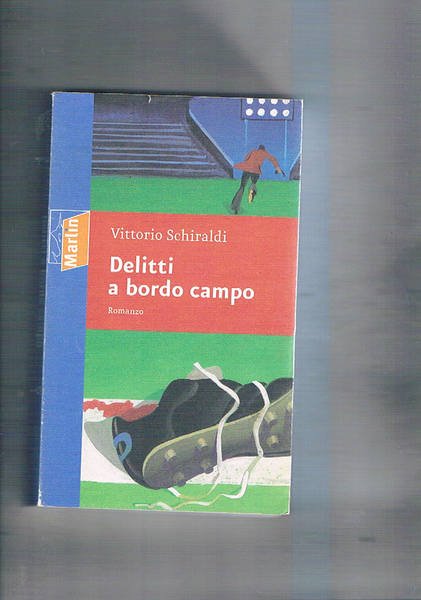 Vittorio Schiraldi
Delitti
a bordo campo
Romanzo
Marlin